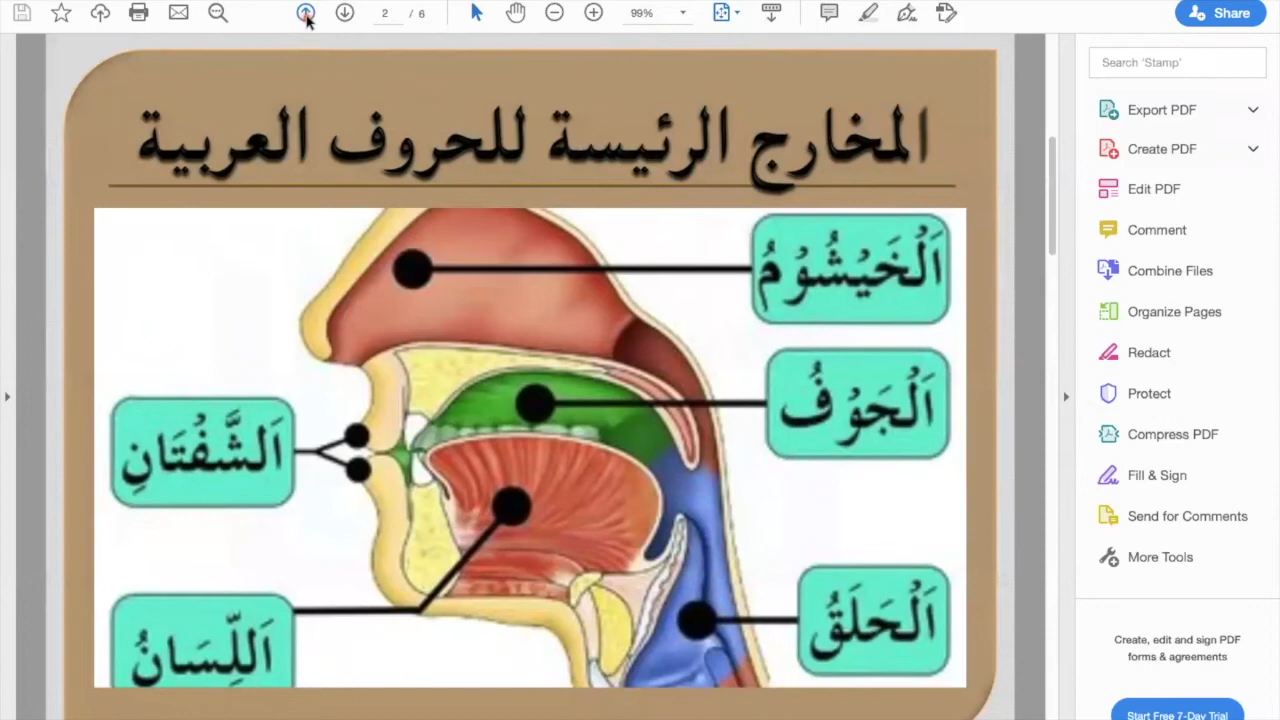 2 / 6
99%
Share
المخارج الرئيسة للحروف العربية
اَلْخَيْشُوْمُ
اَلْجَوْفُ
اَلشَّفْتَانِ
اَلْحَلَقُ
اَللِّسَانُ
Search 'Stamp'
Export PDF
Create PDF
Edit PDF
Comment
Combine Files
Organize Pages
Redact
Protect
Compress PDF
Fill & Sign
Send for Comments
More Tools
Create, edit and sign PDF
forms & agreements
Start Free 7-Day Trial